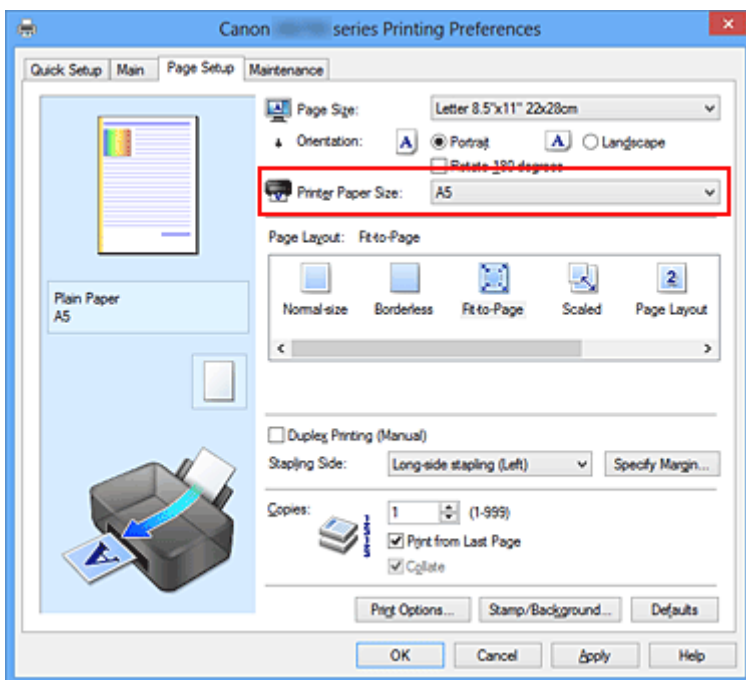 Canon series Printing Preferences
Quick Setup Main Page Setup Maintenance
Page Size: Letter 8.5"x11" 22x28cm
Orientation: A Portrait A Landscape
Rotate 180 degrees
Printer Paper Size: A5
Page Layout: Fit-to-Page
Normal-size Borderless Fit-to-Page Scaled 2 Page Layout
Plain Paper
A5
Duplex Printing (Manual)
Stapling Side: Long-side stapling (Left) Specify Margin...
Copies: 1 (1-999)
Print from Last Page
Collate
A
Print Options... Stamp/Background... Defaults
OK Cancel Apply Help